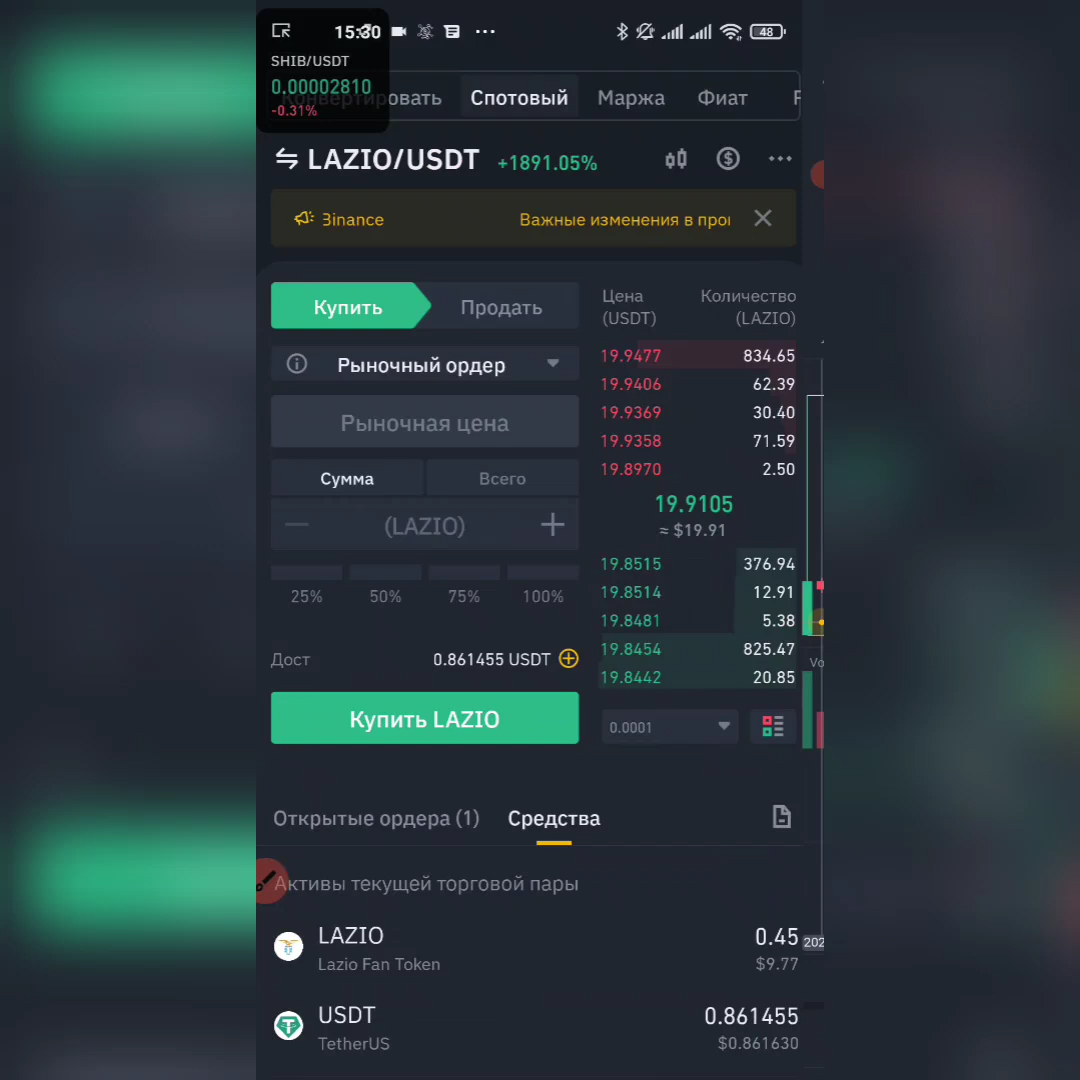 15:30
48
SHIB/USDT
0.00002810
-0.31%
Конвертировать Спотовый Маржа Фиат
LAZIO/USDT +1891.05%
Binance Важные изменения в
Купить Продать
Рыночный ордер
Рыночная цена
Сумма Всего
(LAZIO)
25% 50% 75% 100%
Дост 0.861455 USDT
Купить LAZIO
Цена Количество
(USDT) (LAZIO)
19.9477 834.65
19.9406 62.39
19.9369 30.40
19.9358 71.59
19.8970 2.50
19.9105
≈ $19.91
19.8515 376.94
19.8514 12.91
19.8481 5.38
19.8454 825.47
19.8442 20.85
0.0001
Vo
Открытые ордера (1) Средства
Активы текущей торговой пары
LAZIO 0.45
Lazio Fan Token $9.77
202
USDT 0.861455
TetherUS $0.861630